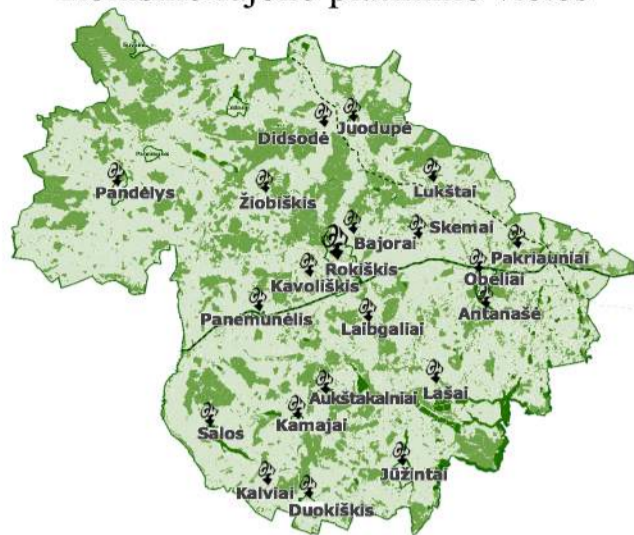 Didsodė
Juodupė
Pandėlys
Žiobiškis
Lukštai
Skemai
Bajorai
Pakriauniai
Rokiškis
Obeliai
Kavoliškis
Antanašė
Panemunėlis
Laibgaliai
Aukštakalniai
Lašai
Kamajai
Salos
Jūžintai
Kalviai
Duokiškis